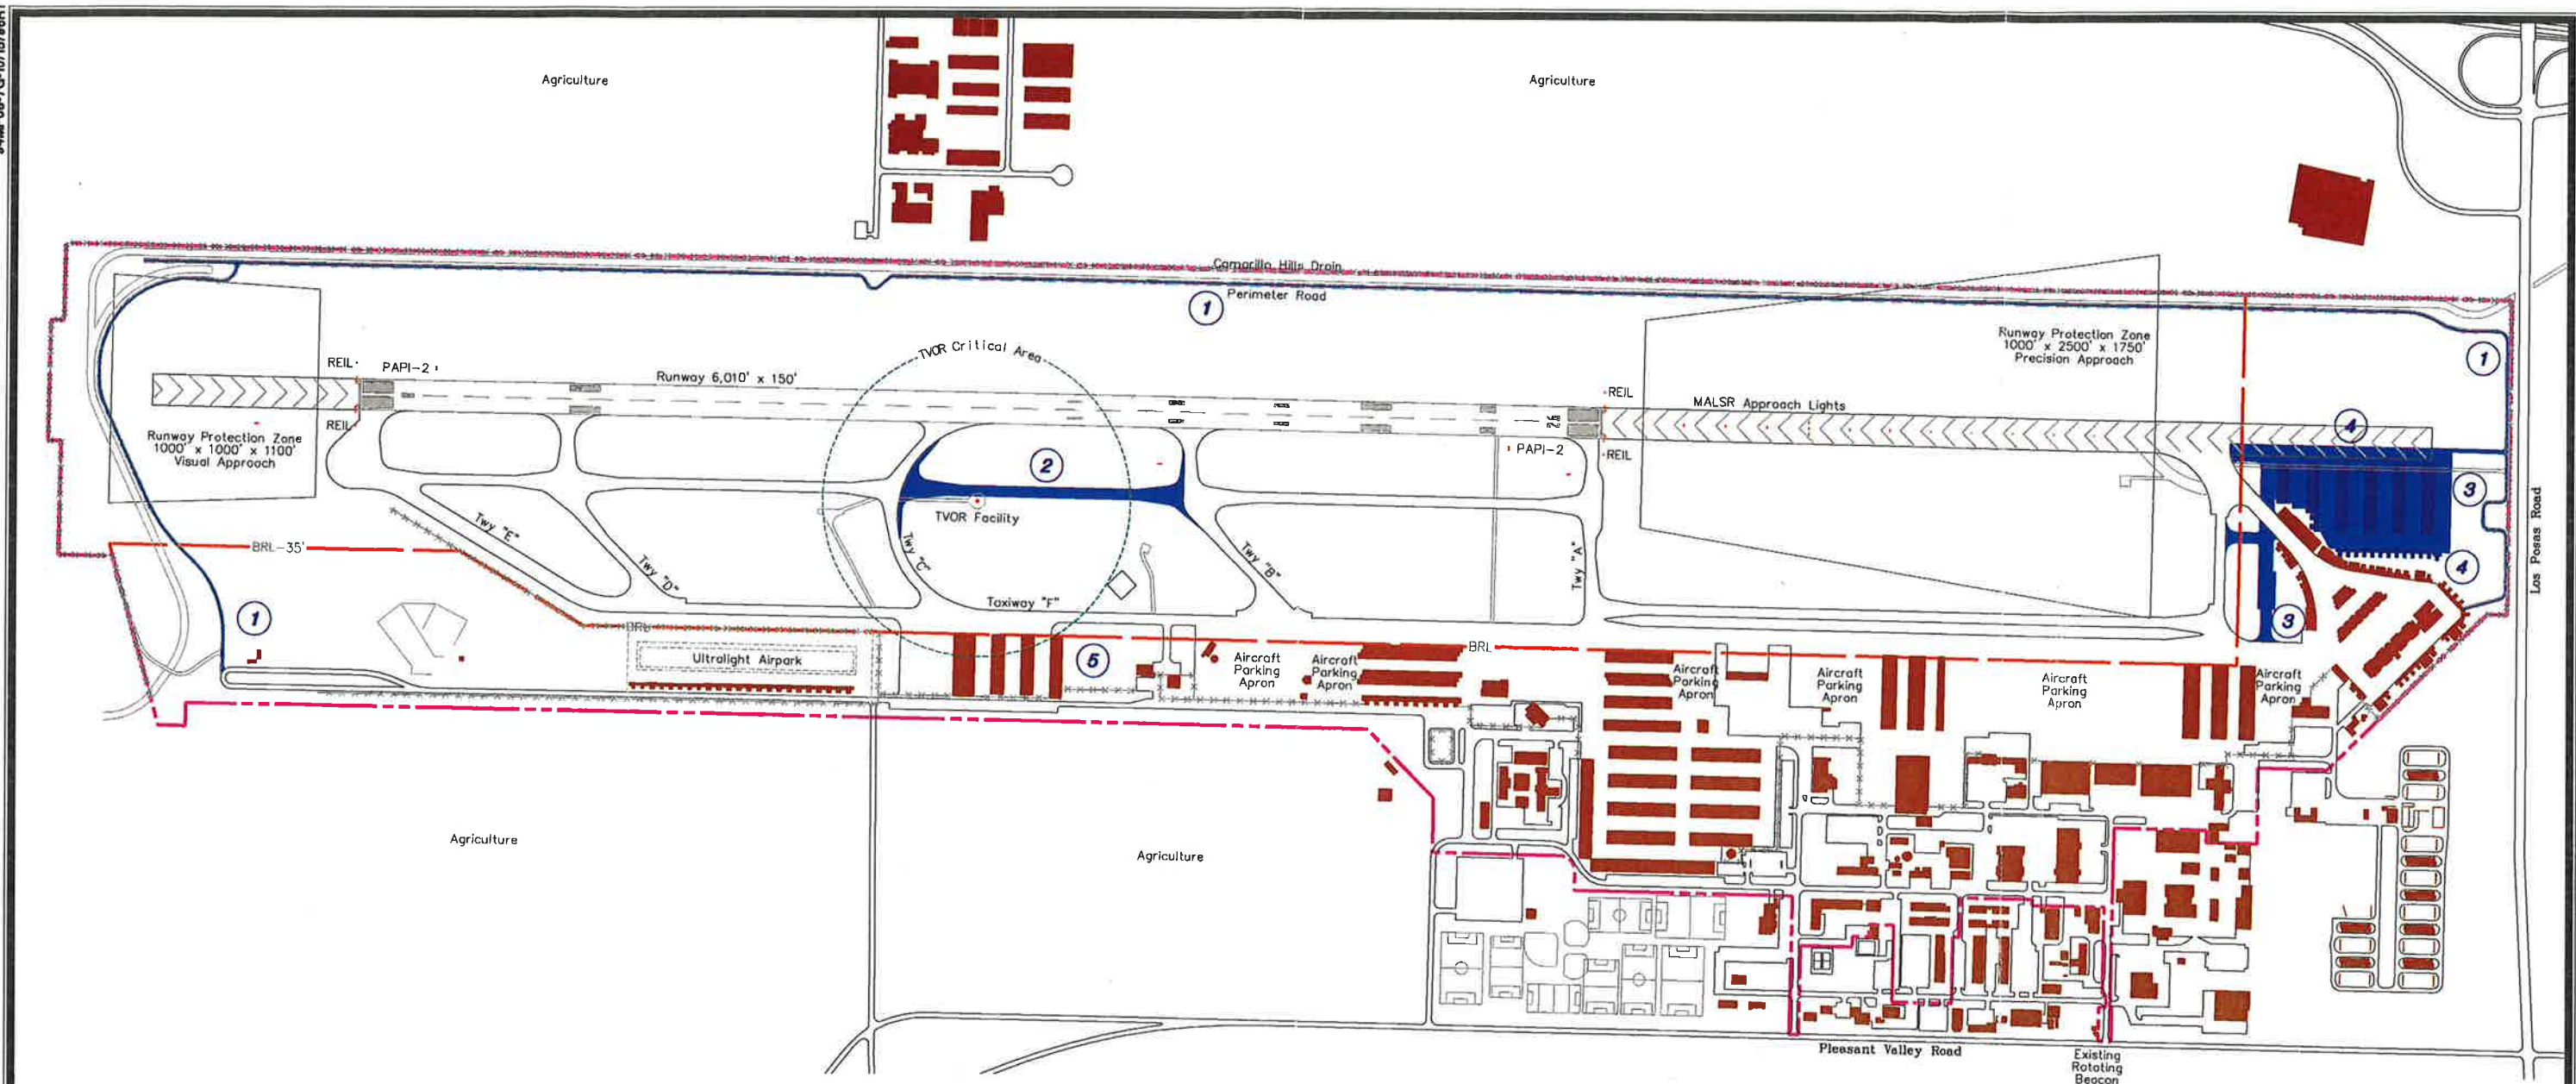 Agriculture
Agriculture
Camarillo Hills Drain
Perimeter Road
1
Runway Protection Zone
1000' x 2500' x 1750'
Precision Approach
1
TVOR Critical Area
REIL
PAPI-2
Runway 6,010' x 150'
REIL
MALSR Approach Lights
26
4
REIL
Runway Protection Zone
1000' x 1000' x 1100'
Visual Approach
PAPI-2
REIL
2
3
TVOR Facility
Twy "E"
Twy "D"
Twy "C"
Twy "B"
Twy "A"
BRL-35'
4
Los Posas Road
Taxiway "F"
1
3
BRL
BRL
Ultralight Airpark
5
Aircraft
Parking
Apron
Aircraft
Parking
Apron
Aircraft
Parking
Apron
Aircraft
Parking
Apron
Aircraft
Parking
Apron
Aircraft
Parking
Apron
Agriculture
Agriculture
Pleasant Valley Road
Existing
Rotating
Beacon